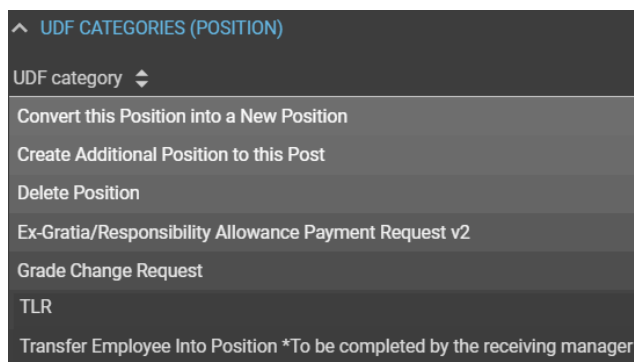 UDF CATEGORIES (POSITION)
UDF category
Convert this Position into a New Position
Create Additional Position to this Post
Delete Position
Ex-Gratia/Responsibility Allowance Payment Request v2
Grade Change Request
TLR
Transfer Employee Into Position *To be completed by the receiving manager